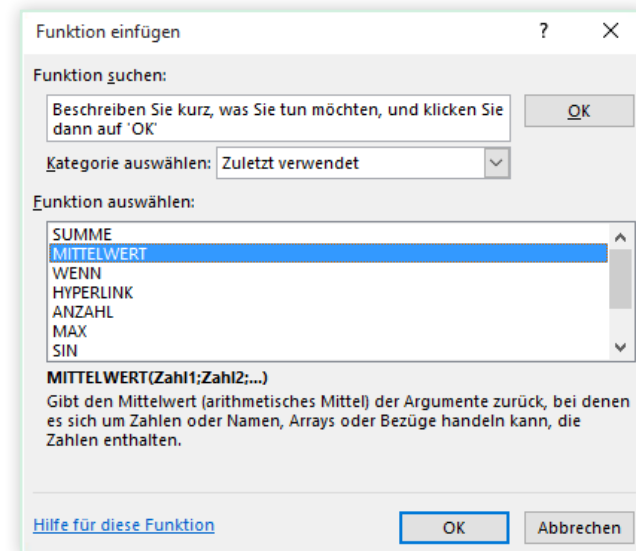 Funktion einfügen ?
Funktion suchen:
Beschreiben Sie kurz, was Sie tun möchten, und klicken Sie
dann auf 'OK'
OK
Kategorie auswählen: Zuletzt verwendet
Funktion auswählen:
SUMME
MITTELWERT
WENN
HYPERLINK
ANZAHL
MAX
SIN
MITTELWERT(Zahl1;Zahl2;...)
Gibt den Mittelwert (arithmetisches Mittel) der Argumente zurück, bei denen
es sich um Zahlen oder Namen, Arrays oder Bezüge handeln kann, die
Zahlen enthalten.
Hilfe für diese Funktion
OK
Abbrechen